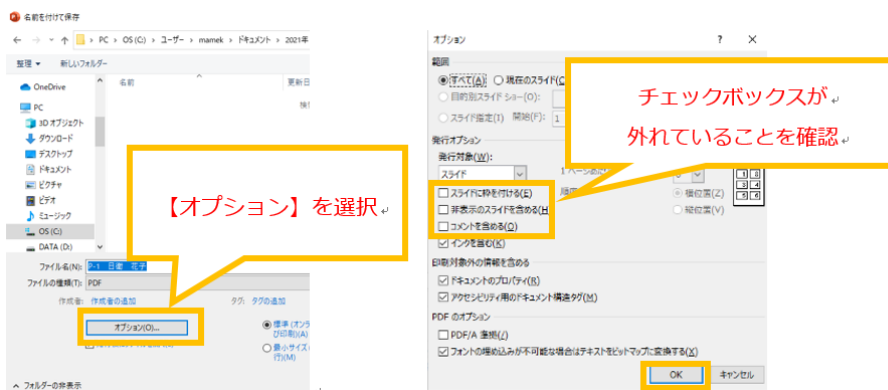 名前を付けて保存
› PC › OS (C:) › ユーザー › mamek › ドキュメント › 2021年
整理 ▼ 新しいフォルダー
名前
更新日
OneDrive
PC
3D オブジェクト
ダウンロード
デスクトップ
ドキュメント
ピクチャ
ビデオ
ミュージック
OS (C:)
DATA (D:)
【オプション】を選択
ファイル名(N): P-1 日衛 花子
ファイルの種類(T): PDF
作成者: 作成者の追加
タグ: タグの追加
オプション(O)...
標準 (オンラ
び印刷)(A)
最小サイズ(
行)(M)
フォルダーの非表示
オプション ? ×
範囲
すべて(A) 現在のスライド(C
目的別スライド ショー(O):
スライド指定(I) 開始(F): 1
チェックボックスが
外れていることを確認
発行オプション
発行対象(W):
スライド
スライドに枠を付ける(E)
非表示のスライドを含める(H
コメントを含める(O)
インクを含む(K)
横位置(Z)
縦位置(V)
印刷対象外の情報を含める
ドキュメントのプロパティ(R)
アクセシビリティ用のドキュメント構造タグ(M)
PDF のオプション
PDF/A 準拠(/)
フォントの埋め込みが不可能な場合はテキストをビットマップに変換する(X)
OK キャンセル